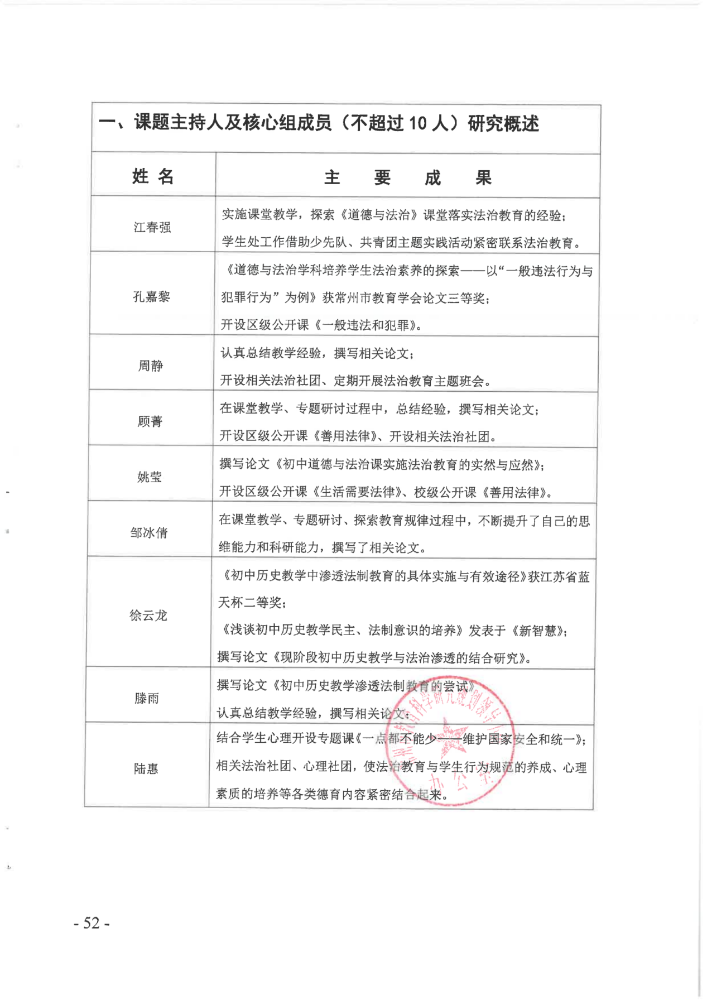 一、课题主持人及核心组成员（不超过 10 人）研究概述
姓 名
主 要 成 果
江春强
实施课堂教学，探索《道德与法治》课堂落实法治教育的经验；
学生处工作借助少先队、共青团主题实践活动紧密联系法治教育。
孔嘉黎
《道德与法治学科培养学生法治素养的探索——以“一般违法行为与
犯罪行为”为例》获常州市教育学会论文三等奖；
开设区级公开课《一般违法和犯罪》。
周静
认真总结教学经验，撰写相关论文；
开设相关法治社团、定期开展法治教育主题班会。
顾菁
在课堂教学、专题研讨过程中，总结经验，撰写相关论文；
开设区级公开课《善用法律》、开设相关法治社团。
姚莹
撰写论文《初中道德与法治课实施法治教育的实然与应然》；
开设区级公开课《生活需要法律》、校级公开课《善用法律》。
邹冰倩
在课堂教学、专题研讨、探索教育规律过程中，不断提升了自己的思
维能力和科研能力，撰写了相关论文。
徐云龙
《初中历史教学中渗透法制教育的具体实施与有效途径》获江苏省蓝
天杯二等奖；
《浅谈初中历史教学民主、法制意识的培养》发表于《新智慧》；
撰写论文《现阶段初中历史教学与法治渗透的结合研究》。
滕雨
撰写论文《初中历史教学渗透法制教育的尝试》
认真总结教学经验，撰写相关论文；
陆惠
结合学生心理开设专题课《一点都不能少——维护国家安全和统一》；
相关法治社团、心理社团，使法治教育与学生行为规范的养成、心理
素质的培养等各类德育内容紧密结合起来。
办公室
- 52 -